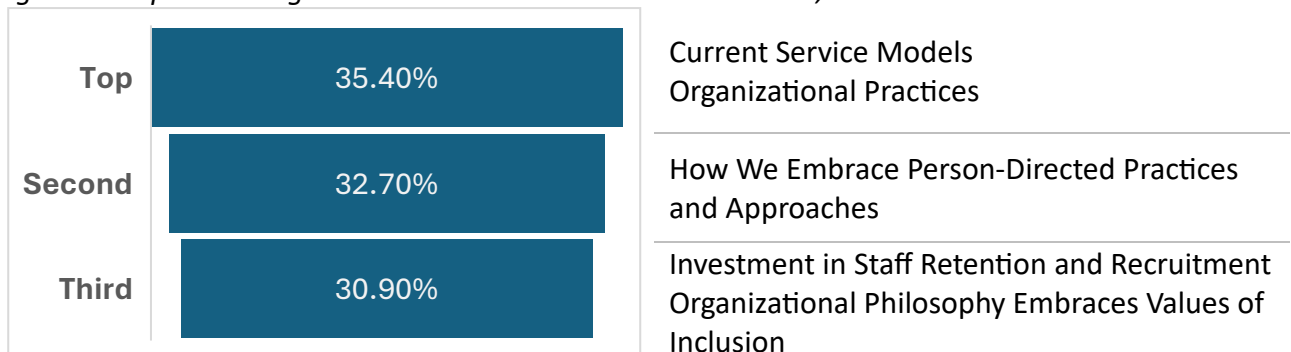 Top
35.40%
Current Service Models
Organizational Practices
Second
32.70%
How We Embrace Person-Directed Practices
and Approaches
Third
30.90%
Investment in Staff Retention and Recruitment
Organizational Philosophy Embraces Values of
Inclusion